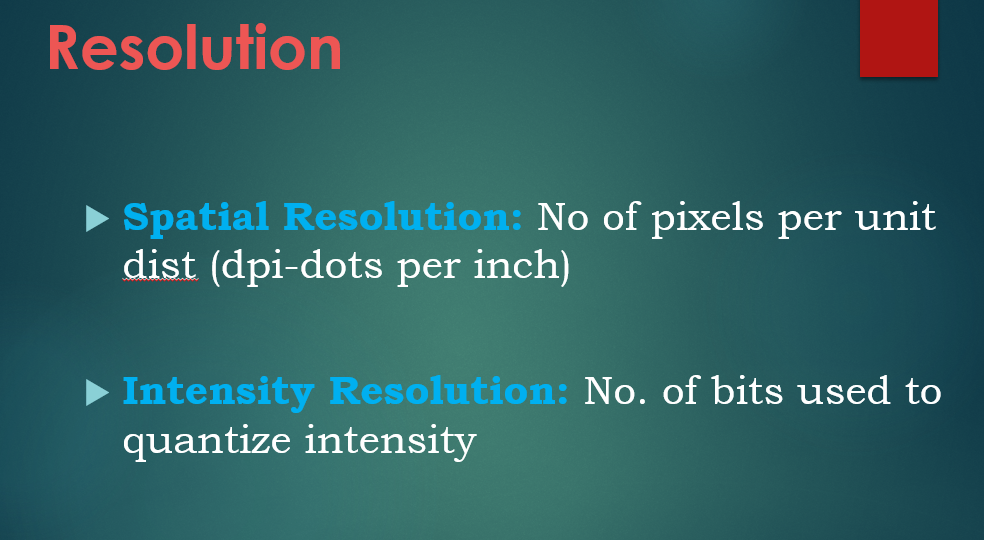 Resolution
Spatial Resolution: No of pixels per unit
dist (dpi-dots per inch)
Intensity Resolution: No. of bits used to
quantize intensity